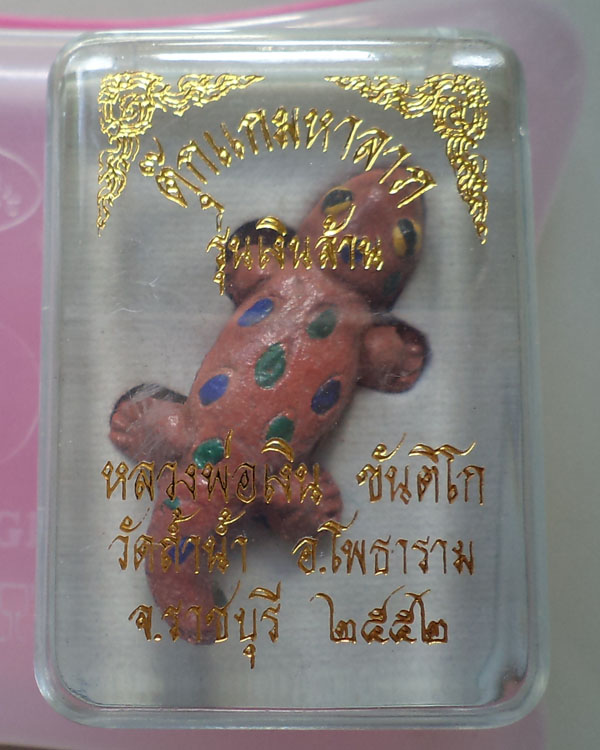 ตุ๊กแกมหาลาภ
รุ่นเงินล้าน
หลวงพ่อเงิน ขันติโก
วัดถ้ำน้ำ อ.โพธาราม
จ.ราชบุรี ๒๕๕๒